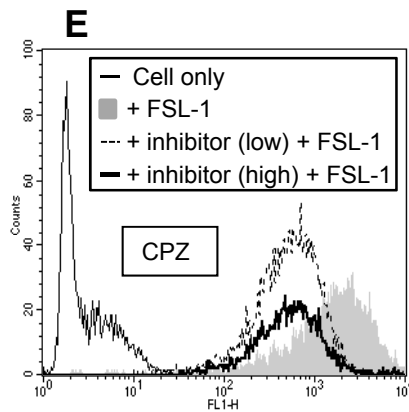 E
Cell only
+ FSL-1
+ inhibitor (low) + FSL-1
+ inhibitor (high) + FSL-1
CPZ
Counts
100
80
60
40
20
0
10^0 10^1 10^2 10^3 10^4
FL1-H